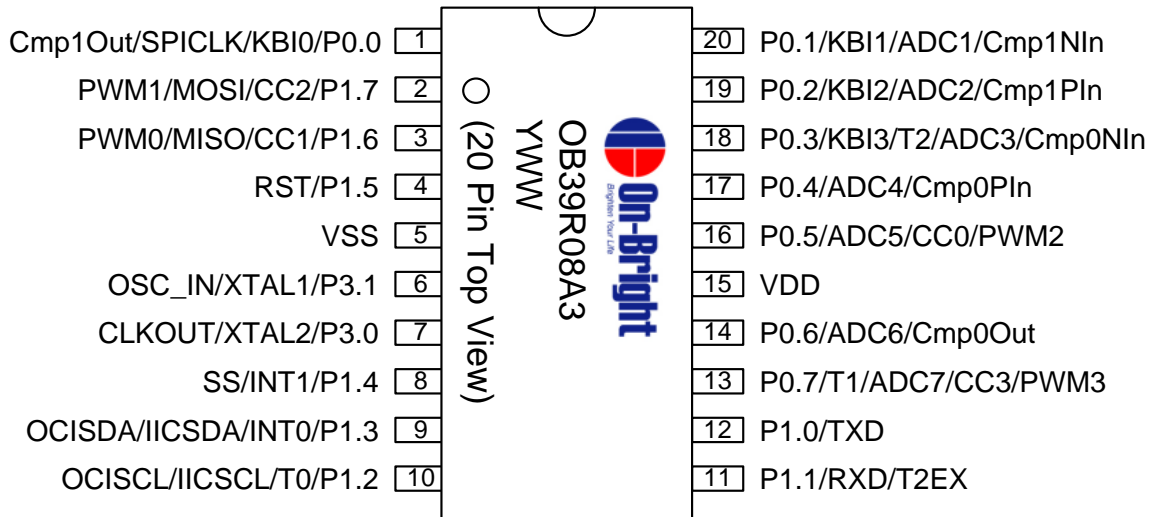 Cmp1Out/SPICLK/KBI0/P0.0 1
PWM1/MOSI/CC2/P1.7 2
PWM0/MISO/CC1/P1.6 3
RST/P1.5 4
VSS 5
OSC_IN/XTAL1/P3.1 6
CLKOUT/XTAL2/P3.0 7
SS/INT1/P1.4 8
OCISDA/IICSDA/INT0/P1.3 9
OCISCL/IICSCL/T0/P1.2 10
On-Bright
Brighten Your Life
OB39R08A3
YWW
(20 Pin Top View)
20 P0.1/KBI1/ADC1/Cmp1NIn
19 P0.2/KBI2/ADC2/Cmp1PIn
18 P0.3/KBI3/T2/ADC3/Cmp0NIn
17 P0.4/ADC4/Cmp0PIn
16 P0.5/ADC5/CC0/PWM2
15 VDD
14 P0.6/ADC6/Cmp0Out
13 P0.7/T1/ADC7/CC3/PWM3
12 P1.0/TXD
11 P1.1/RXD/T2EX